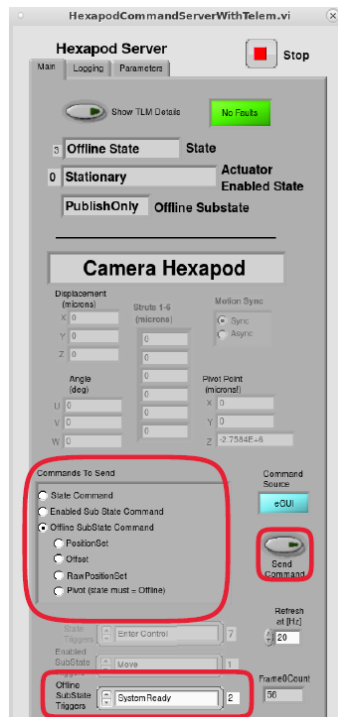 HexapodCommandServerWithTelem.vi
Hexapod Server
Stop
Main Logging Parameters
Show TLM Details
No Faults
3 Offline State State
0 Stationary Actuator
Enabled State
PublishOnly Offline Substate
Camera Hexapod
Displacement
(microns)
Struts 1-6
(microns)
Motion Sync
X 0
Y 0
Z 0
0
0
0
0
0
0
Sync
Async
Angle
(deg)
U 0
V 0
W 0
Pivot Point
(microns!)
X 0
Y 0
Z -2.7584E+6
Commands To Send
State Command
Enabled Sub State Command
Offline SubState Command
PositionSet
Offset
RawPositionSet
Pivot (state must = Offline)
Command
Source
eGUI
Send
Command
State
Triggers Enter Control 7
Refresh
at [Hz]
20
Enabled
SubState Move 1
Offline
SubState SystemReady 2
Triggers
Frame0Count
56